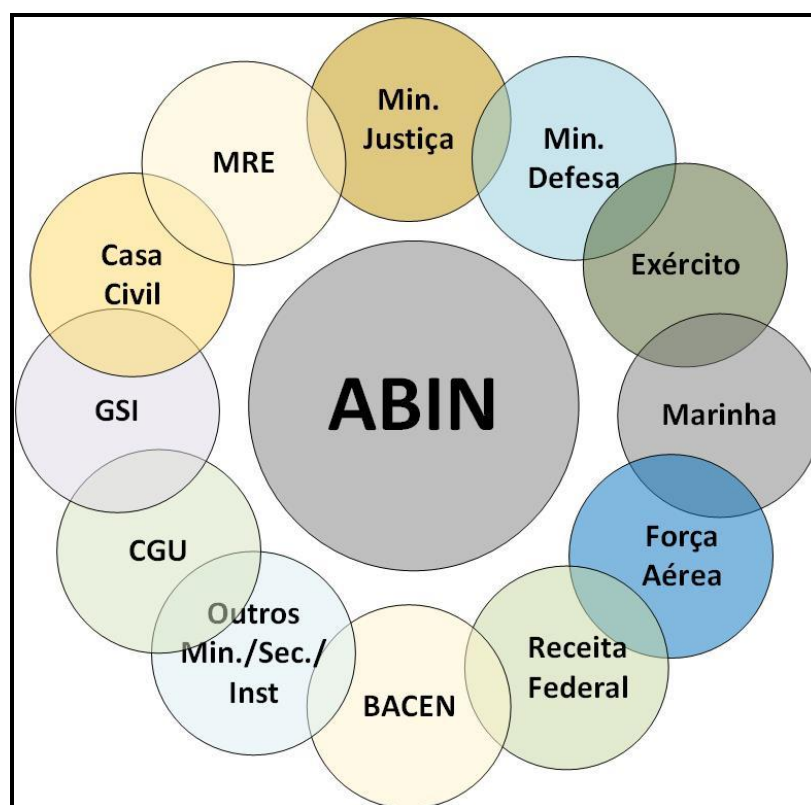 Min.
Justiça
Min.
Defesa
Exército
Marinha
Força
Aérea
Receita
Federal
BACEN
Outros
Min./Sec./
Inst
CGU
GSI
Casa
Civil
MRE
ABIN